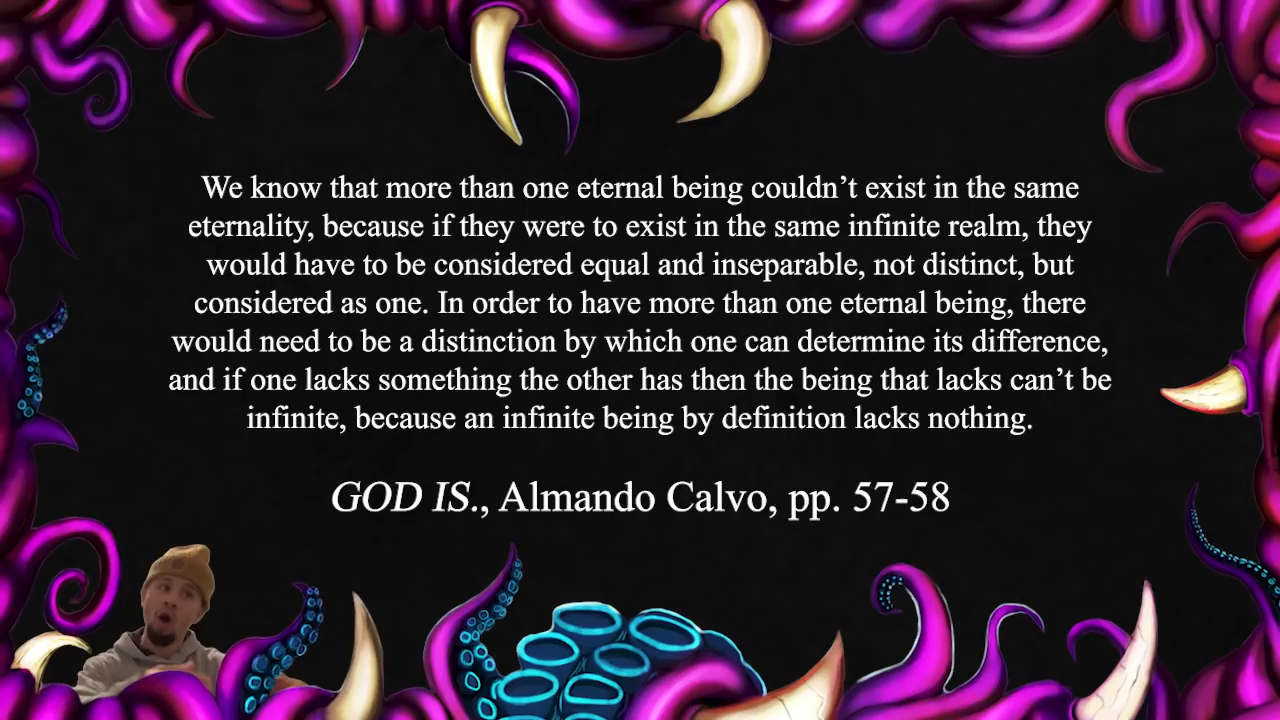 We know that more than one eternal being couldn’t exist in the same
eternality, because if they were to exist in the same infinite realm, they
would have to be considered equal and inseparable, not distinct, but
considered as one. In order to have more than one eternal being, there
would need to be a distinction by which one can determine its difference,
and if one lacks something the other has then the being that lacks can’t be
infinite, because an infinite being by definition lacks nothing.
GOD IS., Almando Calvo, pp. 57-58